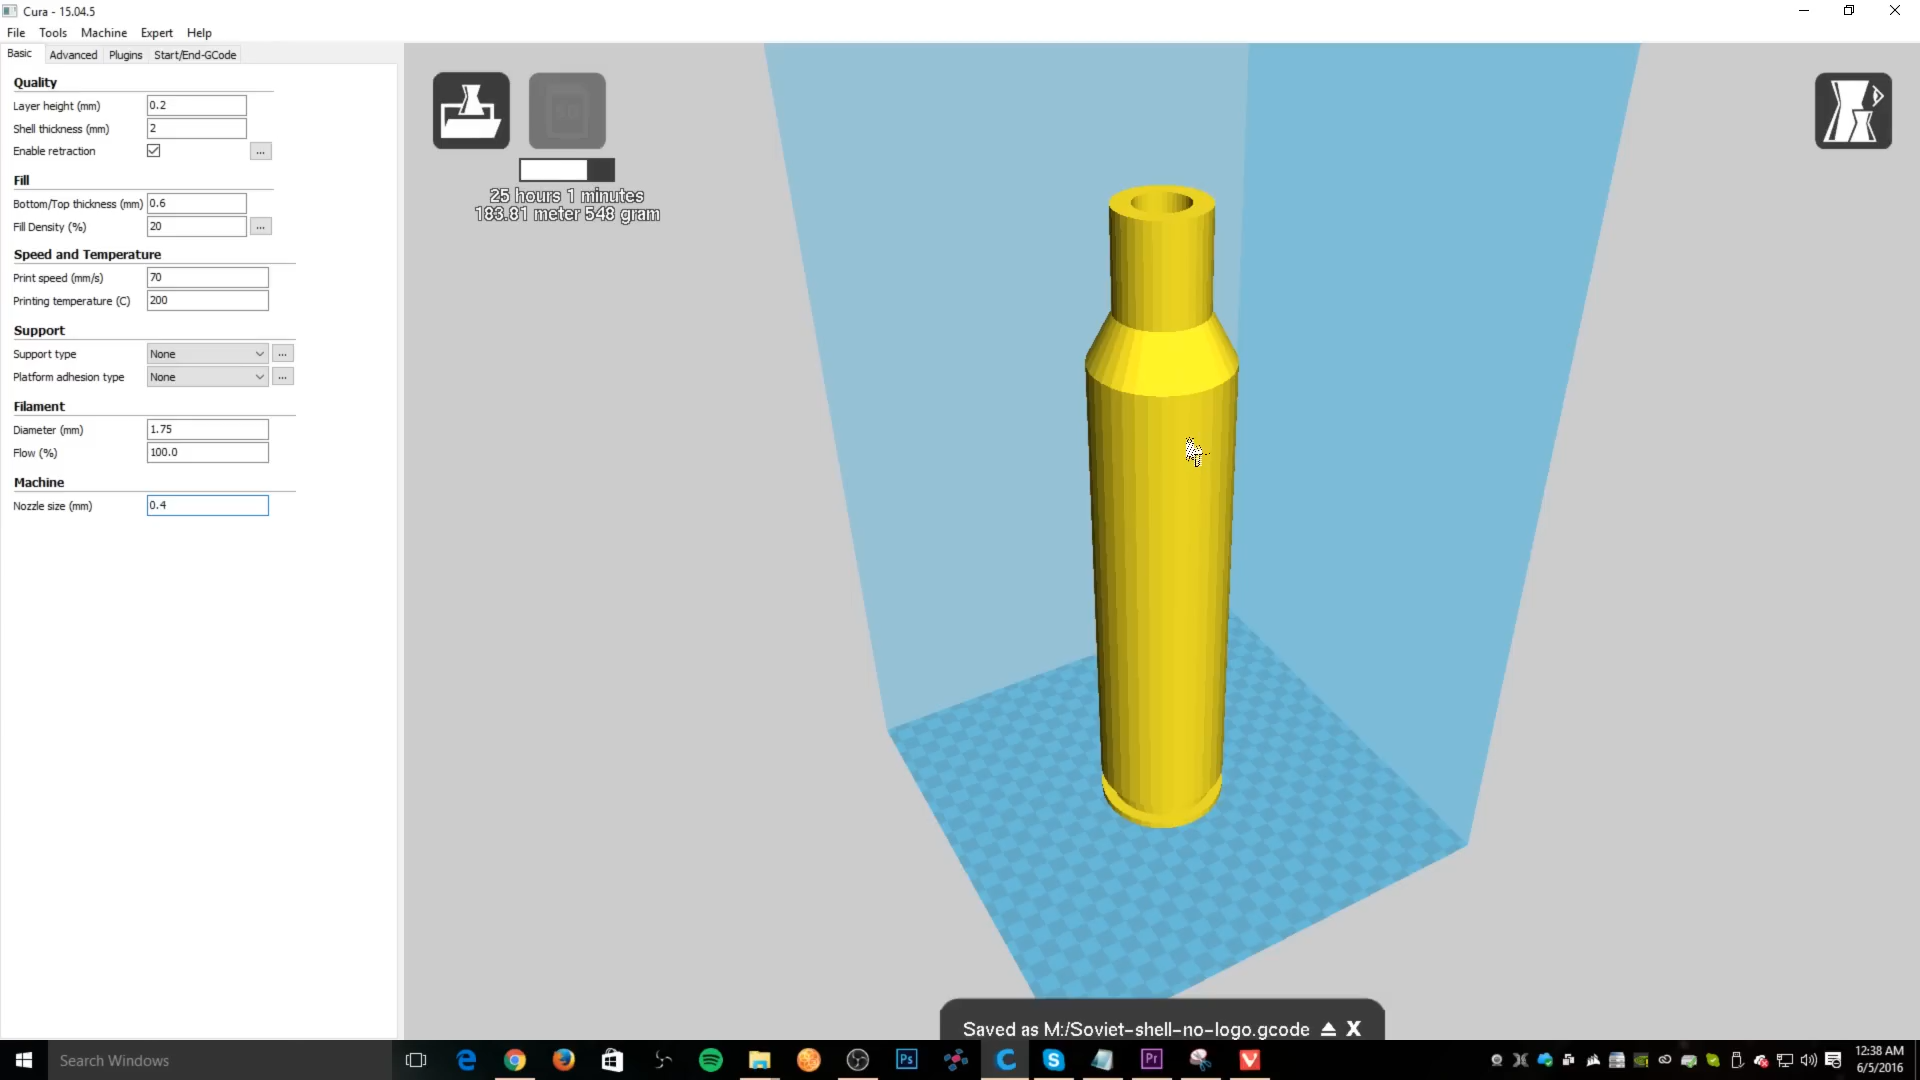 Cura - 15.04.5
File Tools Machine Expert Help
Basic Advanced Plugins Start/End-GCode
Quality
Layer height (mm) 0.2
Shell thickness (mm) 2
Enable retraction ...
Fill
Bottom/Top thickness (mm) 0.6
Fill Density (%) 20 ...
Speed and Temperature
Print speed (mm/s) 70
Printing temperature (C) 200
Support
Support type None ...
Platform adhesion type None ...
Filament
Diameter (mm) 1.75
Flow (%) 100.0
Machine
Nozzle size (mm) 0.4
SD
25 hours 1 minutes
183.81 meter 548 gram
Saved as M:/Soviet-shell-no-logo.gcode X
Search Windows
Ps
C
S
Pr
12:38 AM
6/5/2016